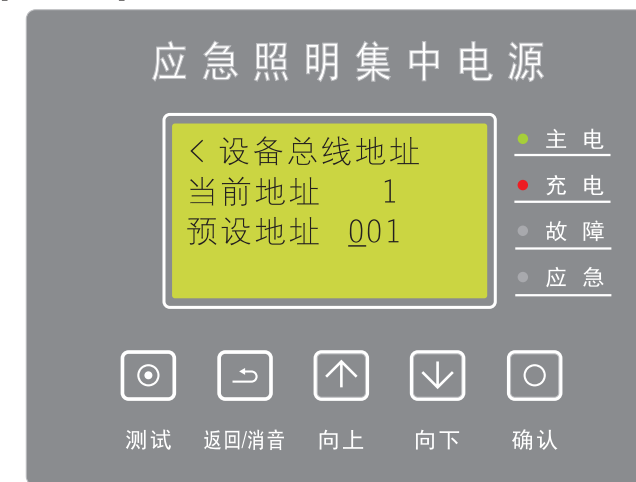 应急照明集中电源
< 设备总线地址
当前地址 1
预设地址 001
主电
充电
故障
应急
测试
返回/消音
向上
向下
确认